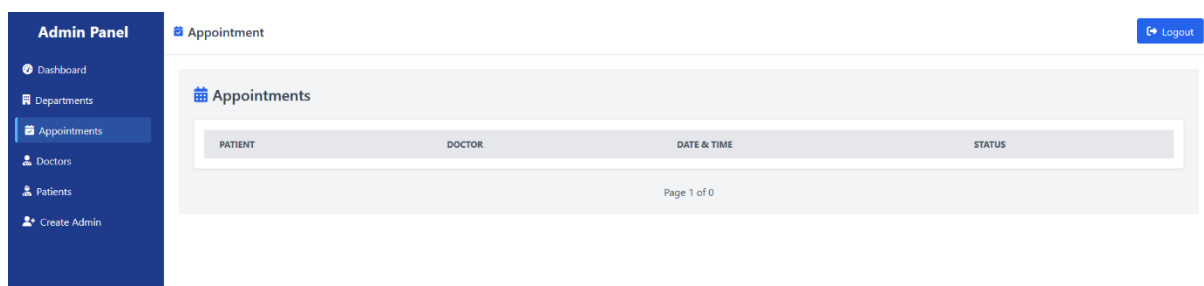 Admin Panel
Appointment
Logout
Dashboard
Departments
Appointments
Doctors
Patients
Create Admin
Appointments
PATIENT DOCTOR DATE & TIME STATUS
Page 1 of 0